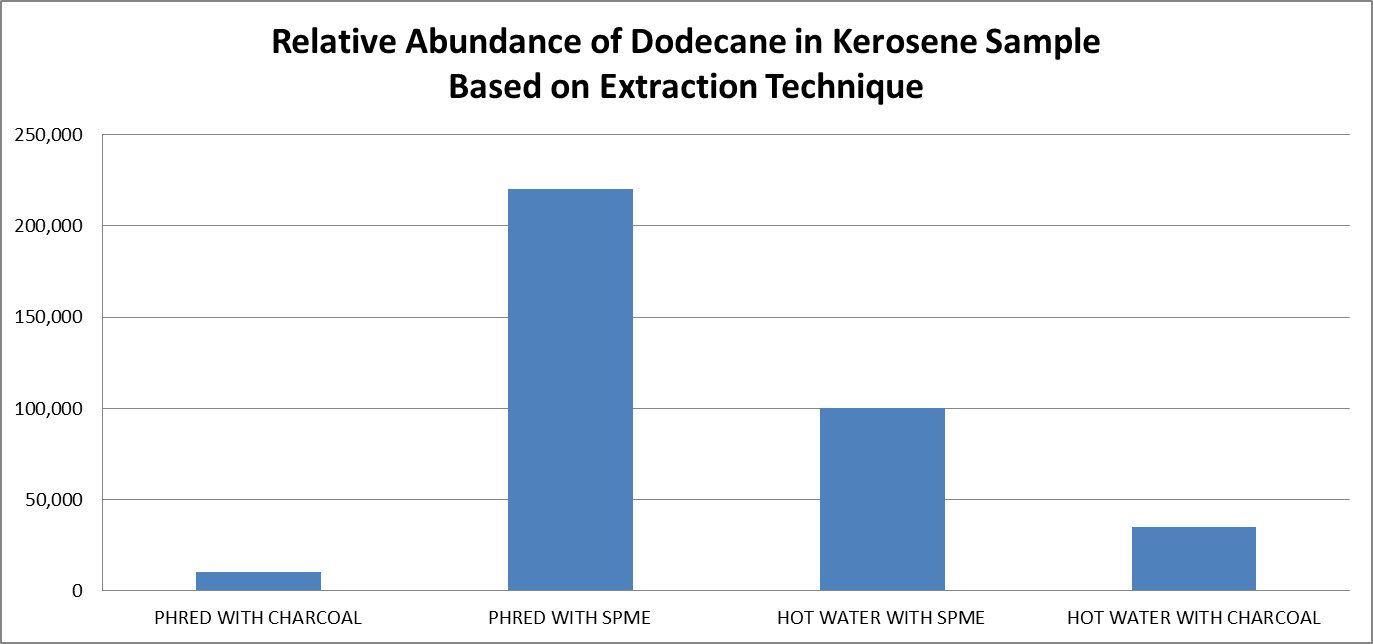 Relative Abundance of Dodecane in Kerosene Sample
Based on Extraction Technique
250,000
200,000
150,000
100,000
50,000
0
PHRED WITH CHARCOAL
PHRED WITH SPME
HOT WATER WITH SPME
HOT WATER WITH CHARCOAL